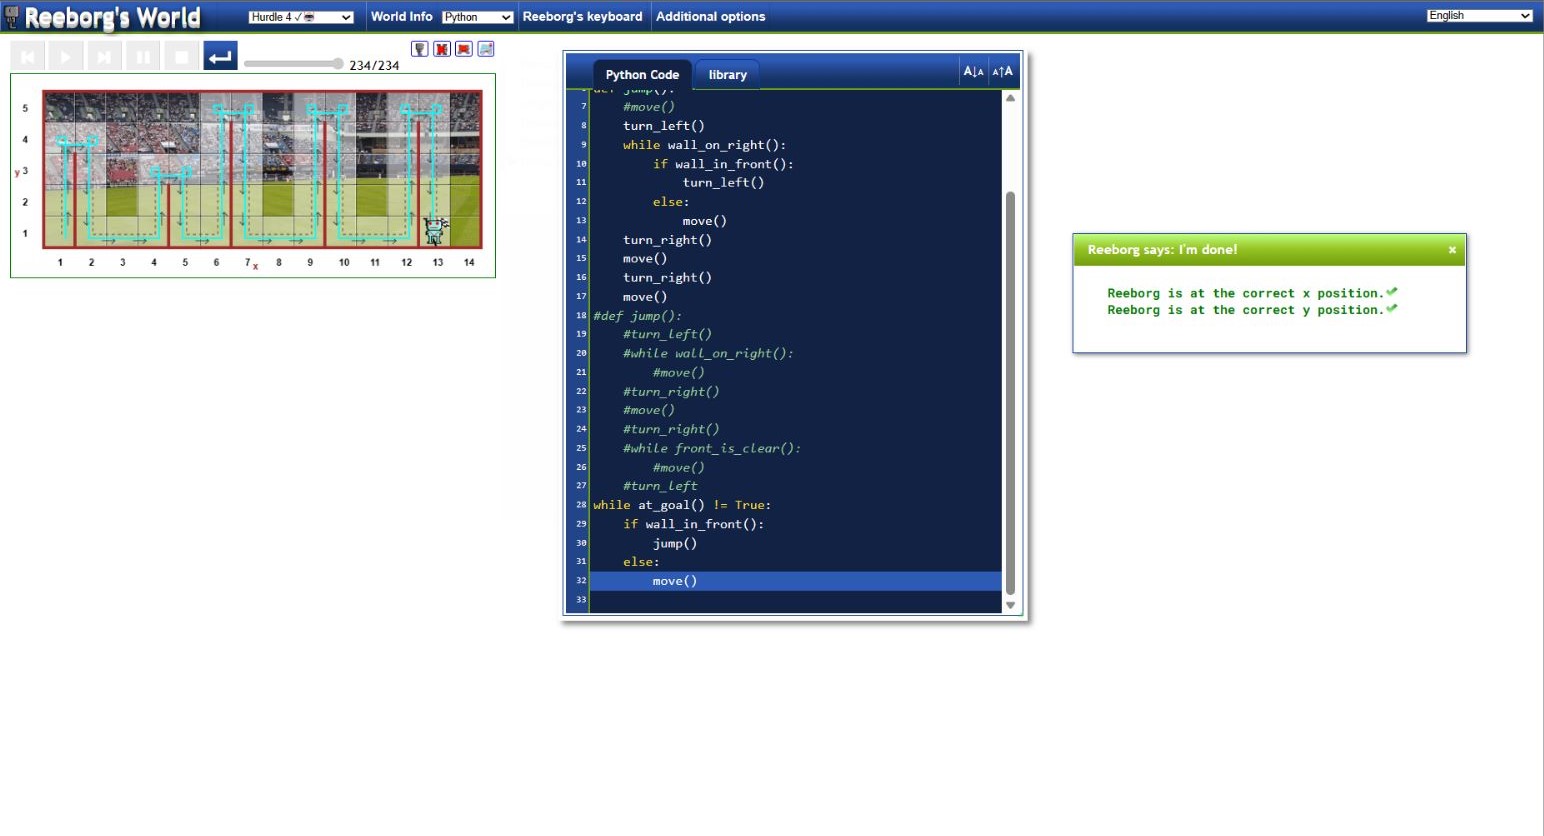 Reeborg's World
Hurdle 4 ✓
World Info
Python
Reeborg's keyboard
Additional options
English
234/234
5
4
y 3
2
1
1 2 3 4 5 6 7 x 8 9 10 11 12 13 14
Python Code
library
A↓A A↑A
def jump():
7 #move()
8 turn_left()
9 while wall_on_right():
10 if wall_in_front():
11 turn_left()
12 else:
13 move()
14 turn_right()
15 move()
16 turn_right()
17 move()
18 #def jump():
19 #turn_left()
20 #while wall_on_right():
21 #move()
22 #turn_right()
23 #move()
24 #turn_right()
25 #while front_is_clear():
26 #move()
27 #turn_left
28 while at_goal() != True:
29 if wall_in_front():
30 jump()
31 else:
32 move()
33
Reeborg says: I'm done!
×
Reeborg is at the correct x position.✔
Reeborg is at the correct y position.✔